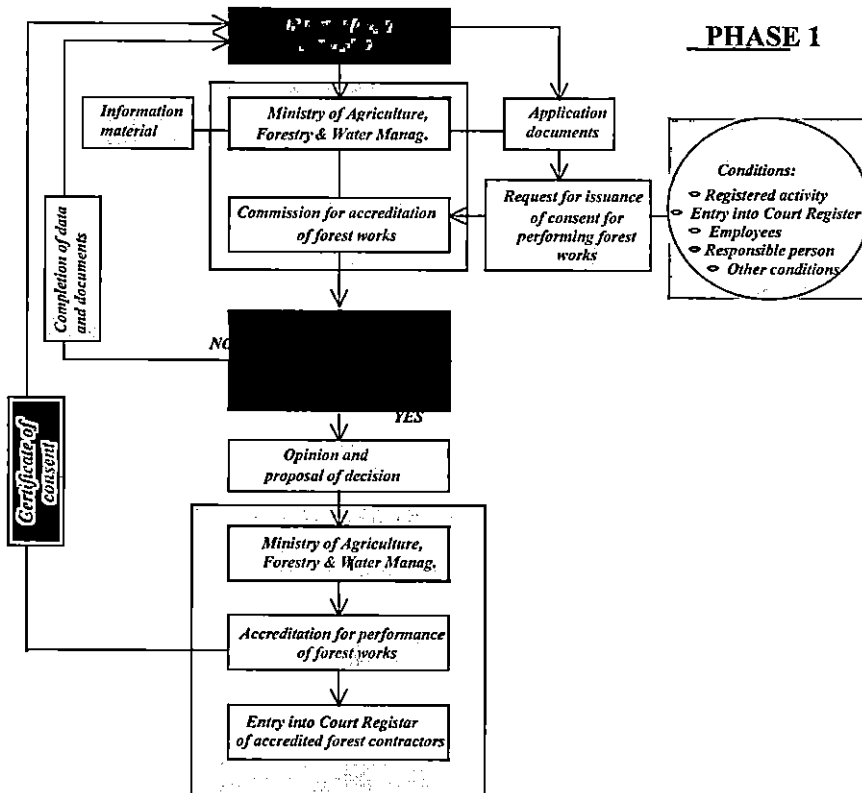 PHASE 1
Information
material
Ministry of Agriculture,
Forestry & Water Manag.
Application
documents
Conditions:
Registered activity
Entry into Court Register
Employees
Responsible person
Other conditions
Commission for accreditation
of forest works
Request for issuance
of consent for
performing forest
works
Completion of data
and documents
NO
YES
Certificate of
consent
Opinion and
proposal of decision
Ministry of Agriculture,
Forestry & Water Manag.
Accreditation for performance
of forest works
Entry into Court Registar
of accredited forest contractors